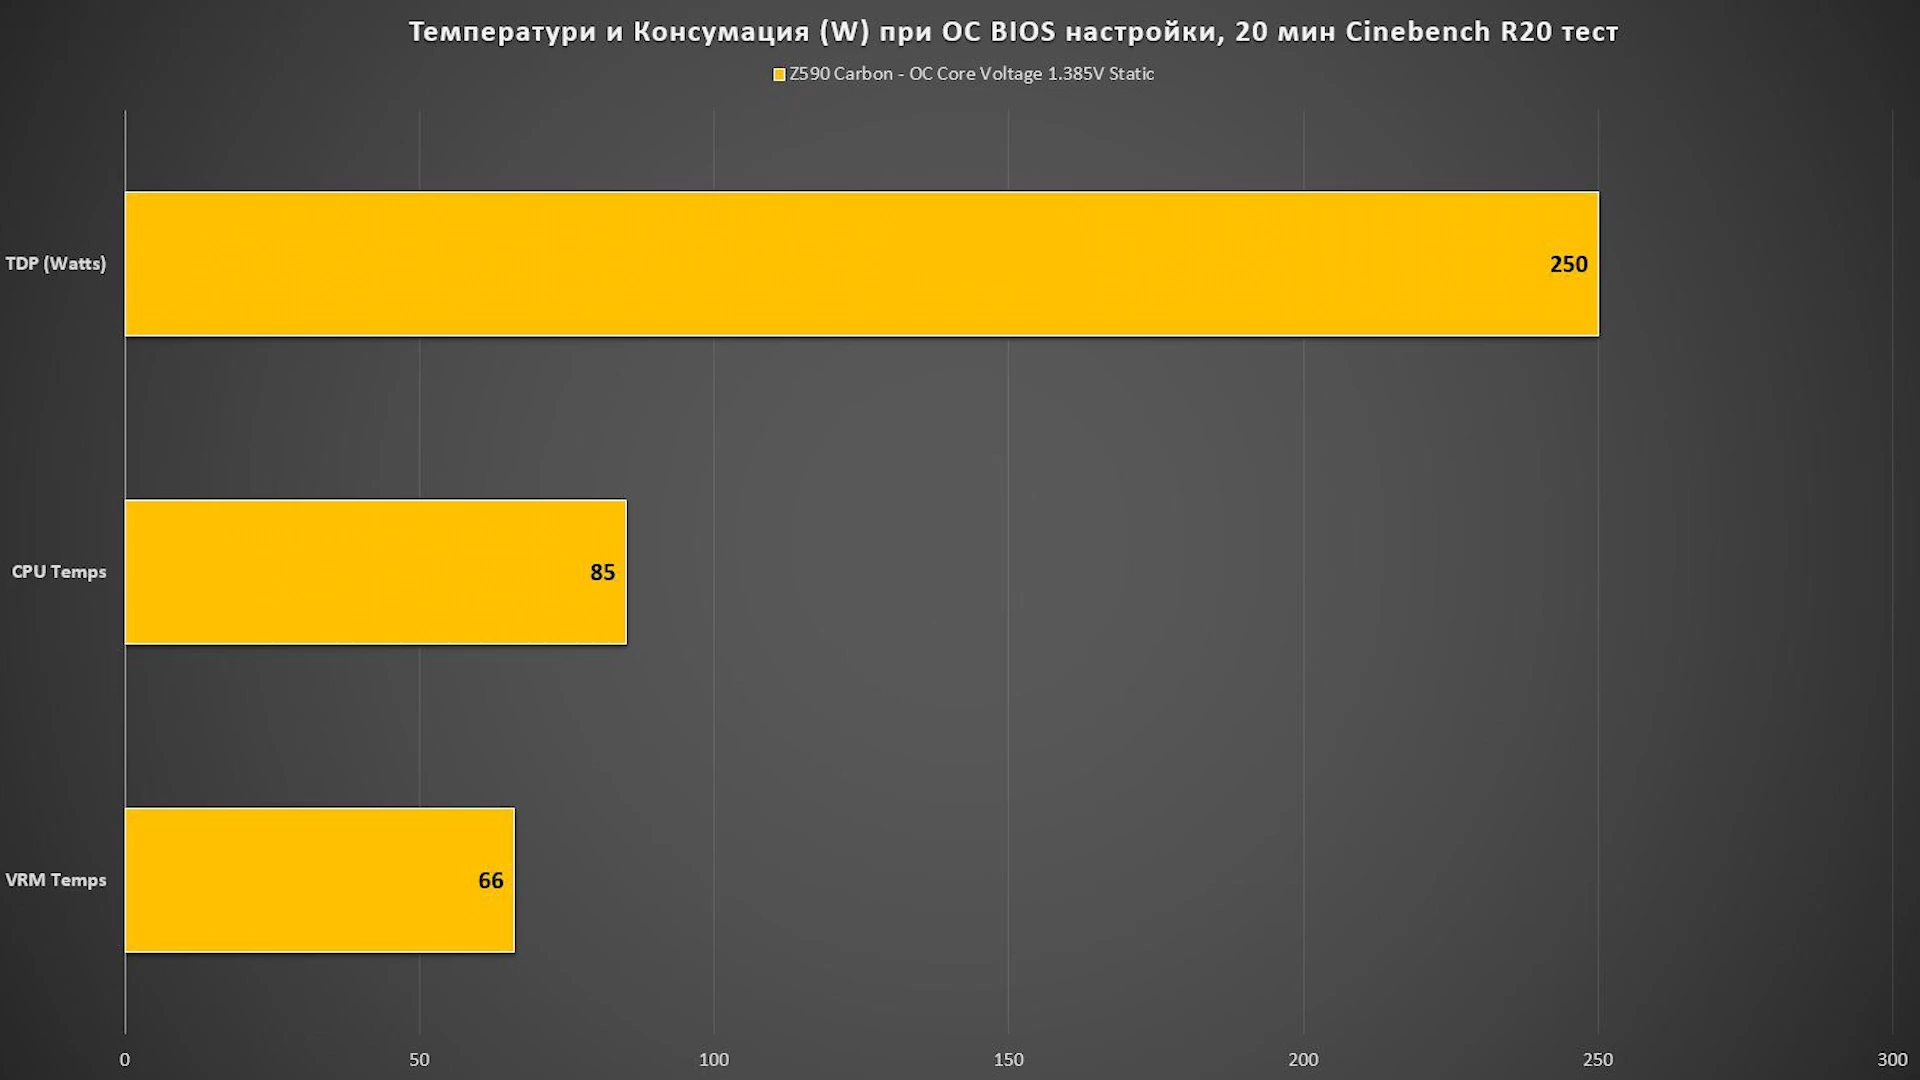 Температури и Консумация (W) при ОС BIOS настройки, 20 мин Cinebench R20 тест
Z590 Carbon - OC Core Voltage 1.385V Static
TDP (Watts)
250
CPU Temps
85
VRM Temps
66
0 50 100 150 200 250 300